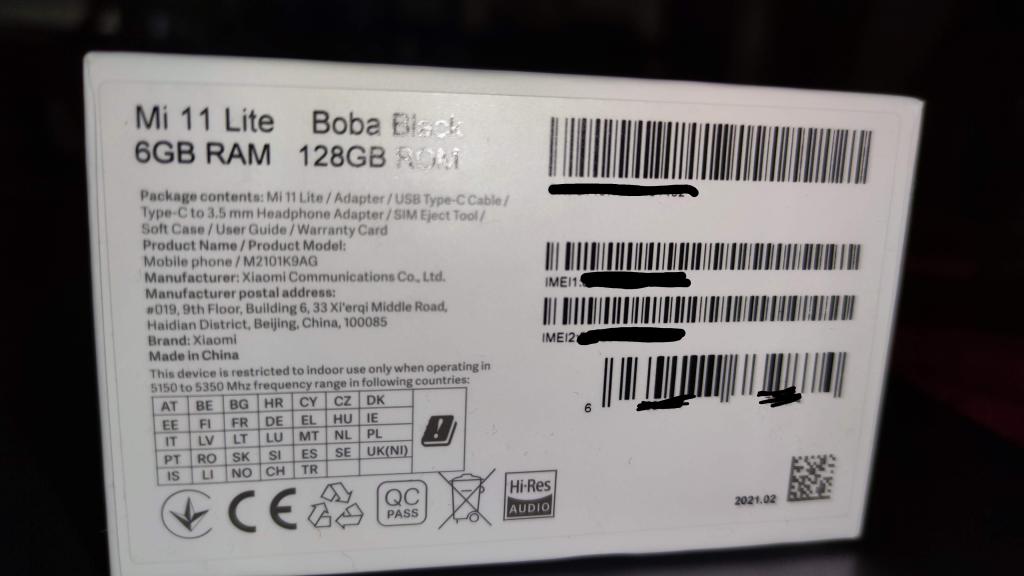 Mi 11 Lite Boba Black
6GB RAM 128GB ROM
Package contents: Mi 11 Lite / Adapter / USB Type-C Cable /
Type-C to 3.5 mm Headphone Adapter / SIM Eject Tool /
Soft Case / User Guide / Warranty Card
Product Name / Product Model:
Mobile phone / M2101K9AG
Manufacturer: Xiaomi Communications Co., Ltd.
Manufacturer postal address:
#019, 9th Floor, Building 6, 33 Xi'erqi Middle Road,
Haidian District, Beijing, China, 100085
Brand: Xiaomi
Made in China
This device is restricted to indoor use only when operating in
5150 to 5350 Mhz frequency range in following countries:
AT BE BG HR CY CZ DK
EE FI FR DE EL HU IE
IT LV LT LU MT NL PL
PT RO SK SI ES SE UK(NI)
IS LI NO CH TR
CE
QC
PASS
Hi-Res
AUDIO
IMEI1:
IMEI2:
6
2021.02